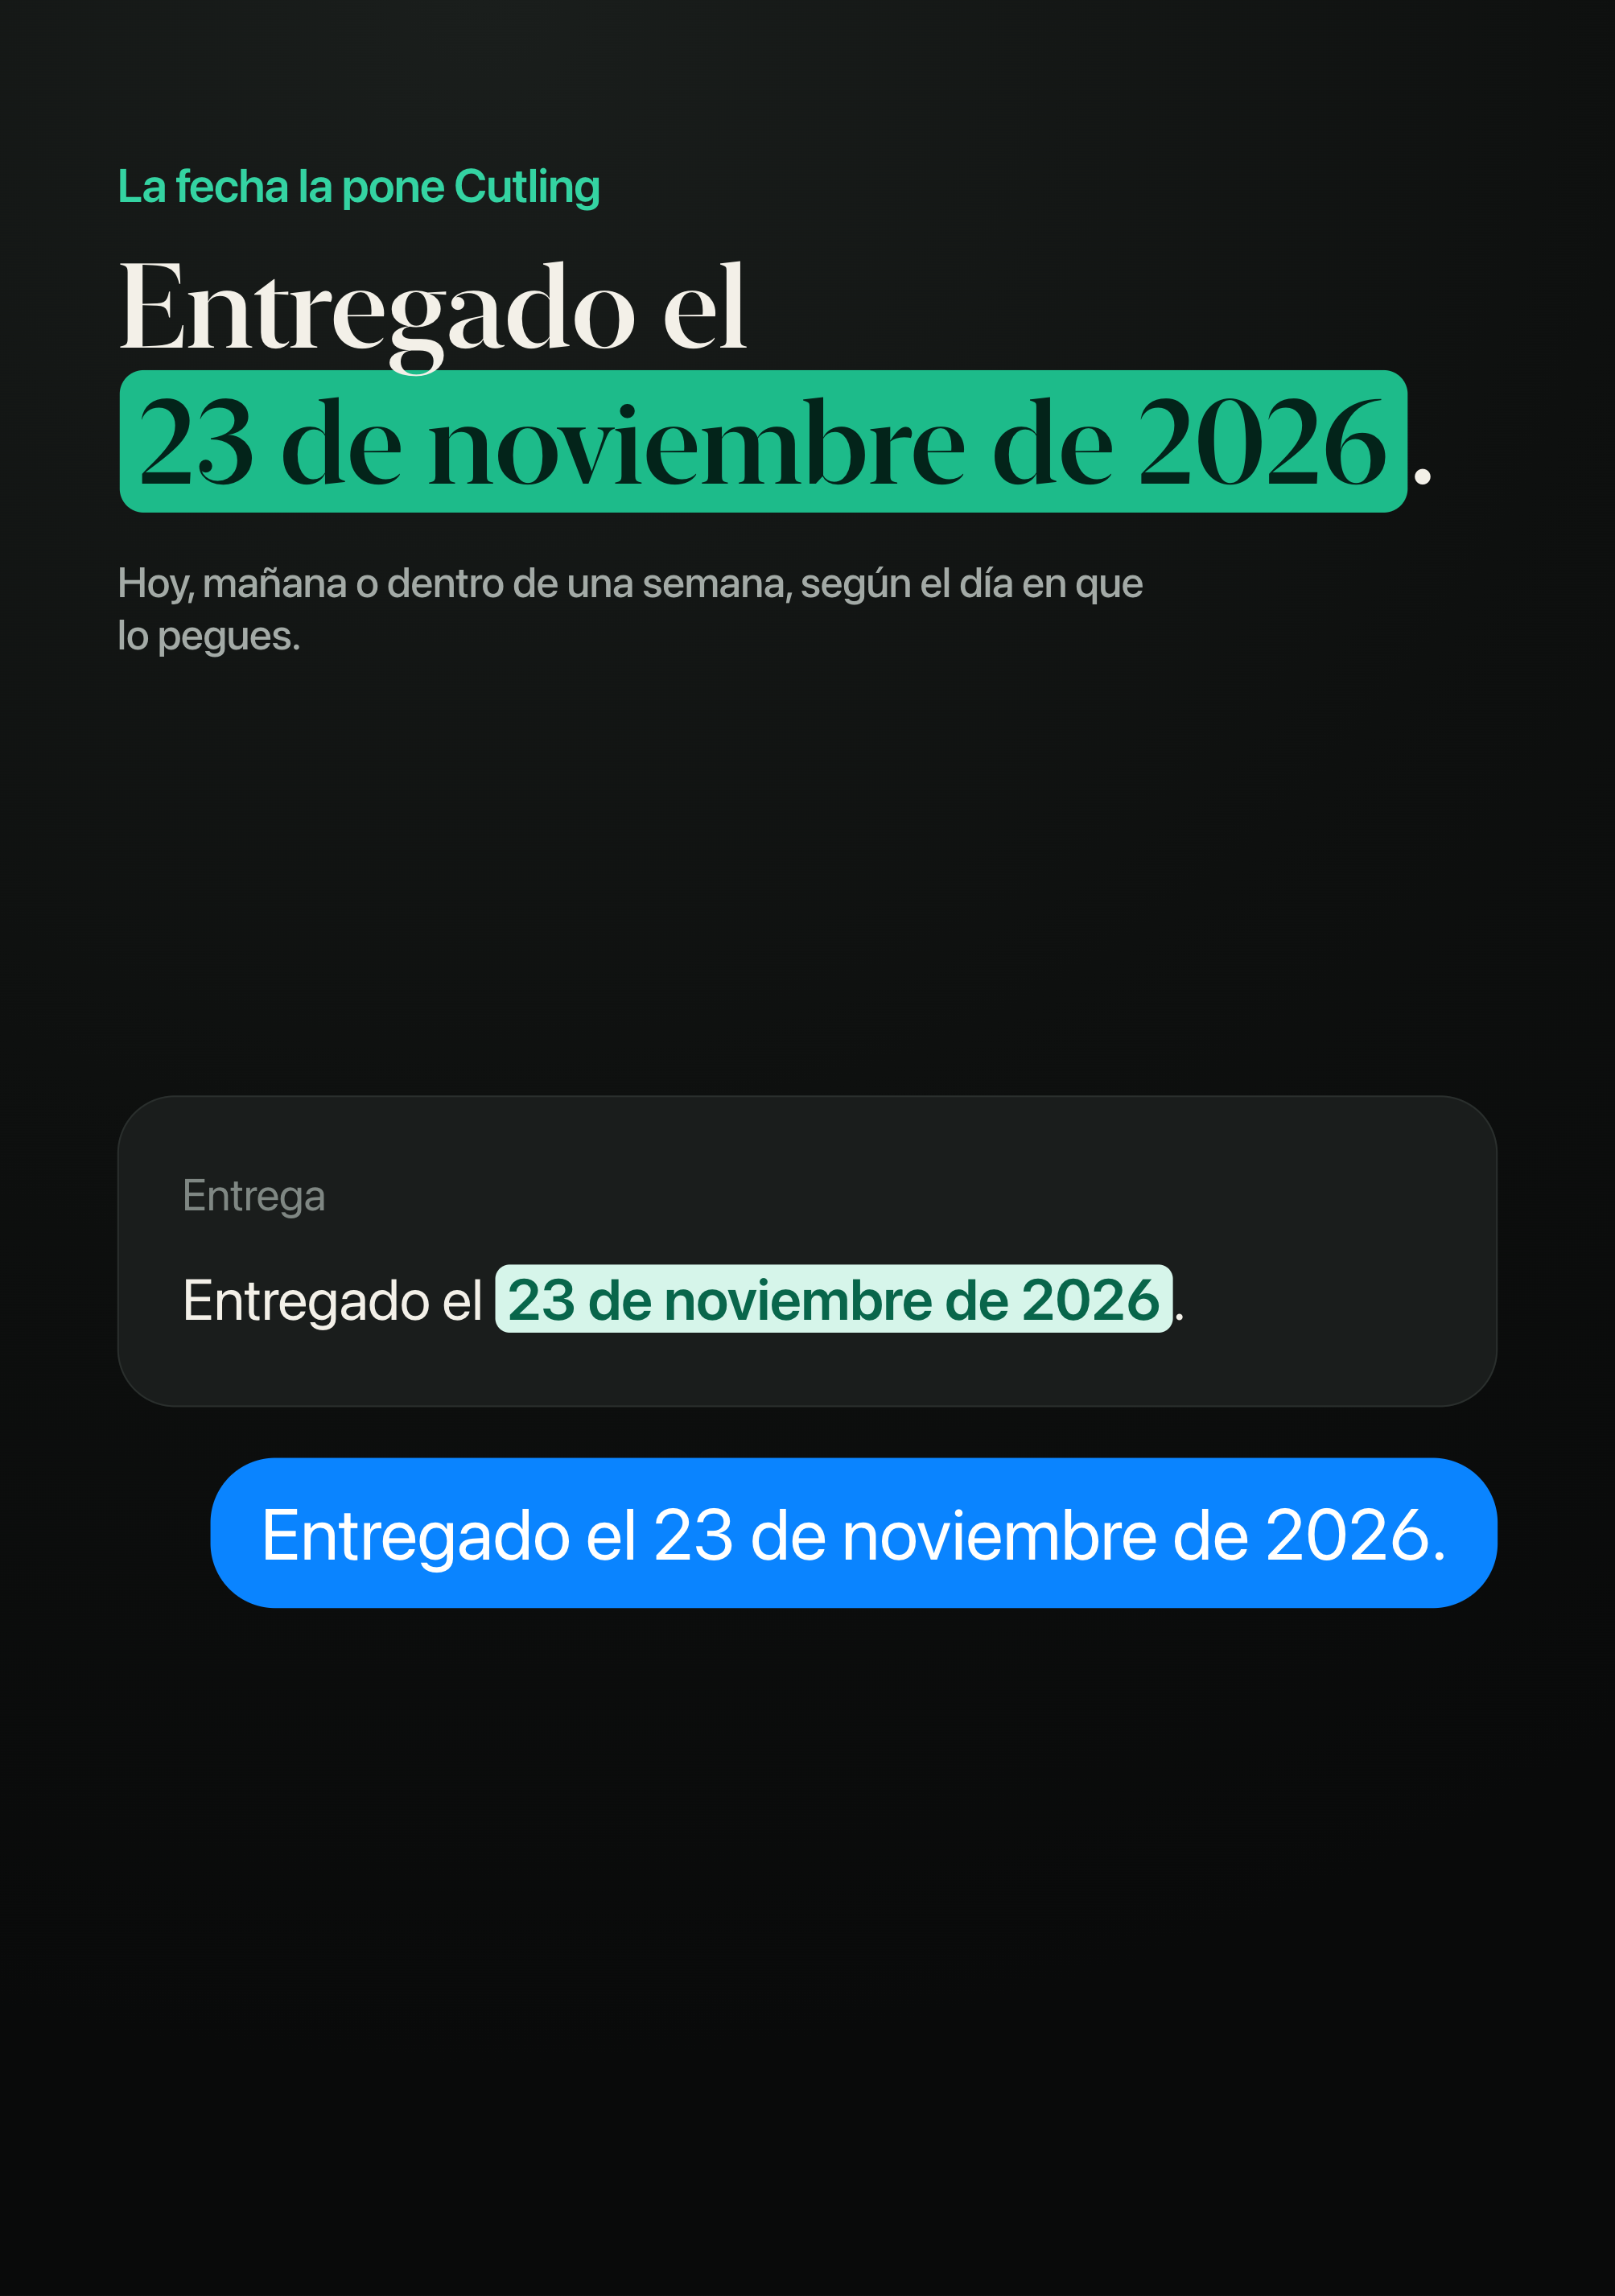 La fecha la pone Cutling
Entregado el
23 de noviembre de 2026.
Hoy, mañana o dentro de una semana, según el día en que
lo pegues.
Entrega
Entregado el 23 de noviembre de 2026.
Entregado el 23 de noviembre de 2026.